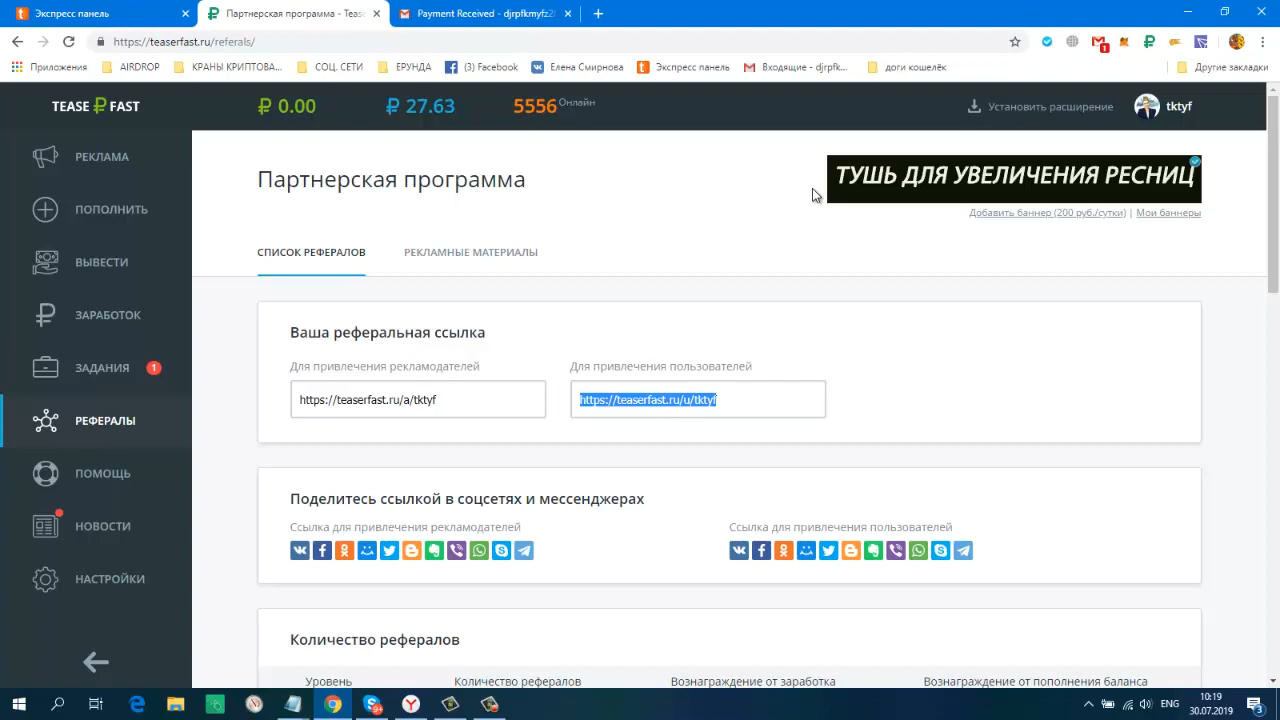 Экспресс панель
Партнерская программа - Tease
Payment Received - djrpfkmyfz2
https://teaserfast.ru/referals/
1
Приложения AIRDROP КРАНЫ КРИПТОВА... СОЦ. СЕТИ ЕРУНДА (3) Facebook Елена Смирнова Экспресс панель Входящие - djrpfk... доги кошелёк Другие закладки
TEASE FAST
₽ 0.00 ₽ 27.63 5556 Онлайн
Установить расширение tktyf
РЕКЛАМА
ПОПОЛНИТЬ
ВЫВЕСТИ
ЗАРАБОТОК
ЗАДАНИЯ 1
РЕФЕРАЛЫ
ПОМОЩЬ
НОВОСТИ
НАСТРОЙКИ
Партнерская программа
ТУШЬ ДЛЯ УВЕЛИЧЕНИЯ РЕСНИЦ
Добавить баннер (200 руб./сутки) | Мои баннеры
СПИСОК РЕФЕРАЛОВ РЕКЛАМНЫЕ МАТЕРИАЛЫ
Ваша реферальная ссылка
Для привлечения рекламодателей Для привлечения пользователей
https://teaserfast.ru/a/tktyf https://teaserfast.ru/u/tktyf
Поделитесь ссылкой в соцсетях и мессенджерах
Ссылка для привлечения рекламодателей Ссылка для привлечения пользователей
Количество рефералов
Уровень Количество рефералов Вознаграждение от заработка Вознаграждение от пополнения баланса
ENG
10:19
30.07.2019
3